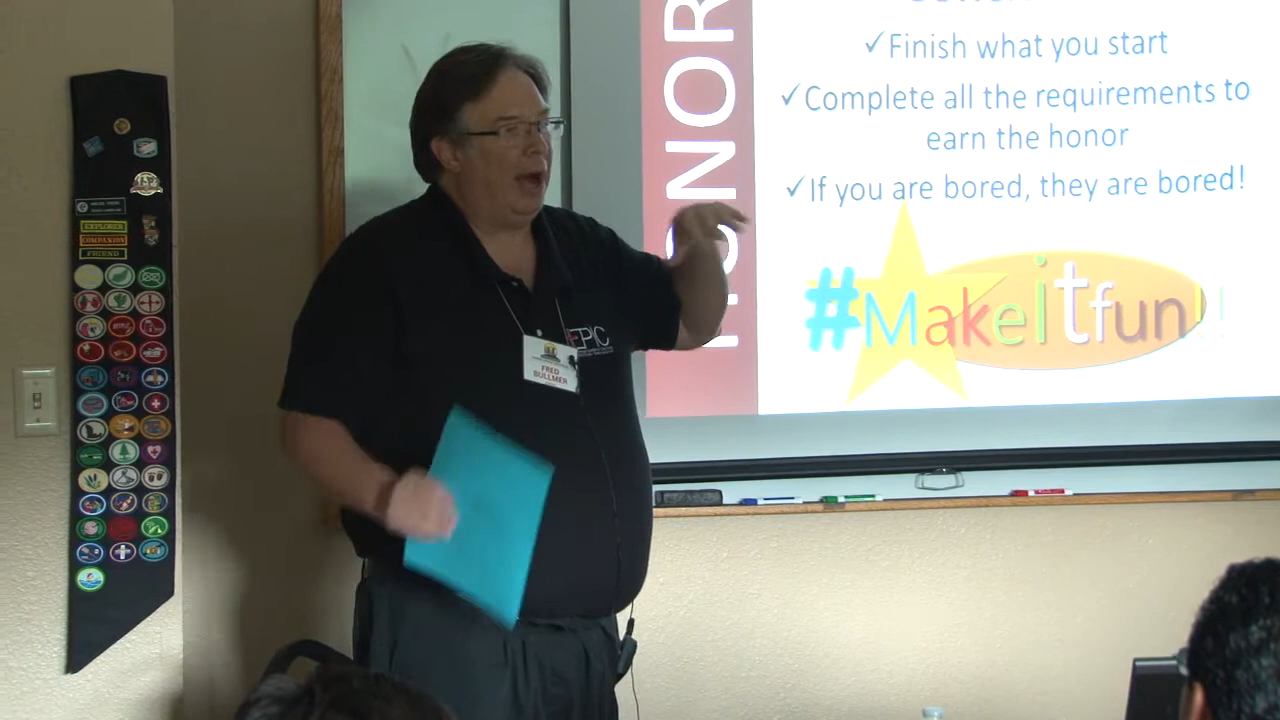 HONOR
✓Finish what you start
✓Complete all the requirements to
earn the honor
✓If you are bored, they are bored!
#MakeitfUn!!
EPIC
FRED
BULLMER
EXPLORER
COMPANION
FRIEND